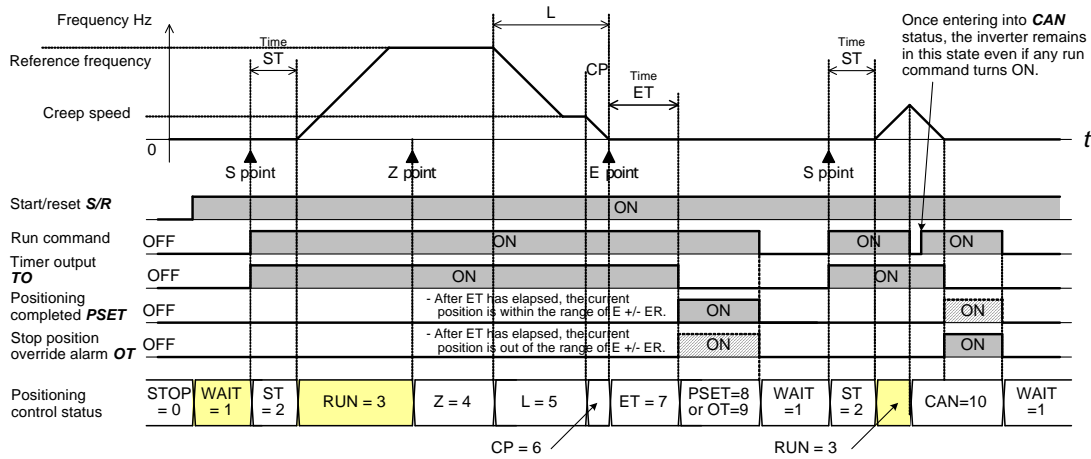 Frequency Hz
Reference frequency
Creep speed
0
t
Time
ST
L
CP
Time
ET
Time
ST
Once entering into CAN
status, the inverter remains
in this state even if any run
command turns ON.
S point
Z point
E point
S point
Start/reset S/R
ON
Run command
OFF
ON
ON
ON
Timer output
TO
OFF
ON
ON
Positioning
completed PSET
OFF
- After ET has elapsed, the current
position is within the range of E +/- ER.
ON
ON
Stop position
override alarm OT
OFF
- After ET has elapsed, the current
position is out of the range of E +/- ER.
ON
ON
Positioning
control status
STOP
= 0
WAIT
= 1
ST
= 2
RUN = 3
Z = 4
L = 5
ET = 7
PSET=8
or OT=9
WAIT
=1
ST
= 2
CAN=10
WAIT
=1
CP = 6
RUN = 3